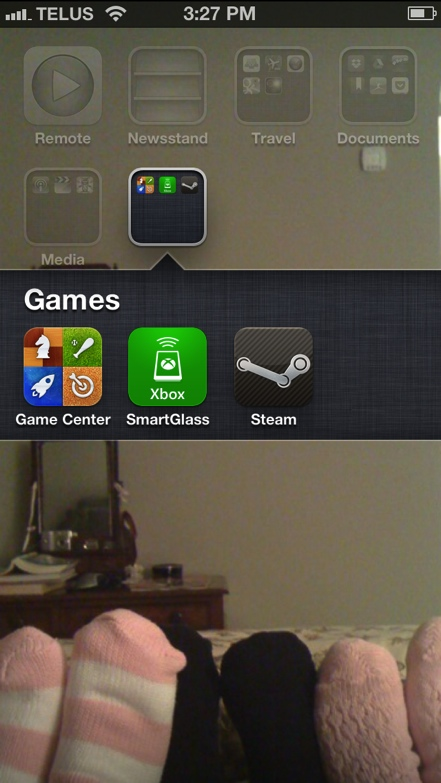 TELUS 3:27 PM
Remote Newsstand Travel Documents
Media
Games
Xbox
Game Center SmartGlass Steam